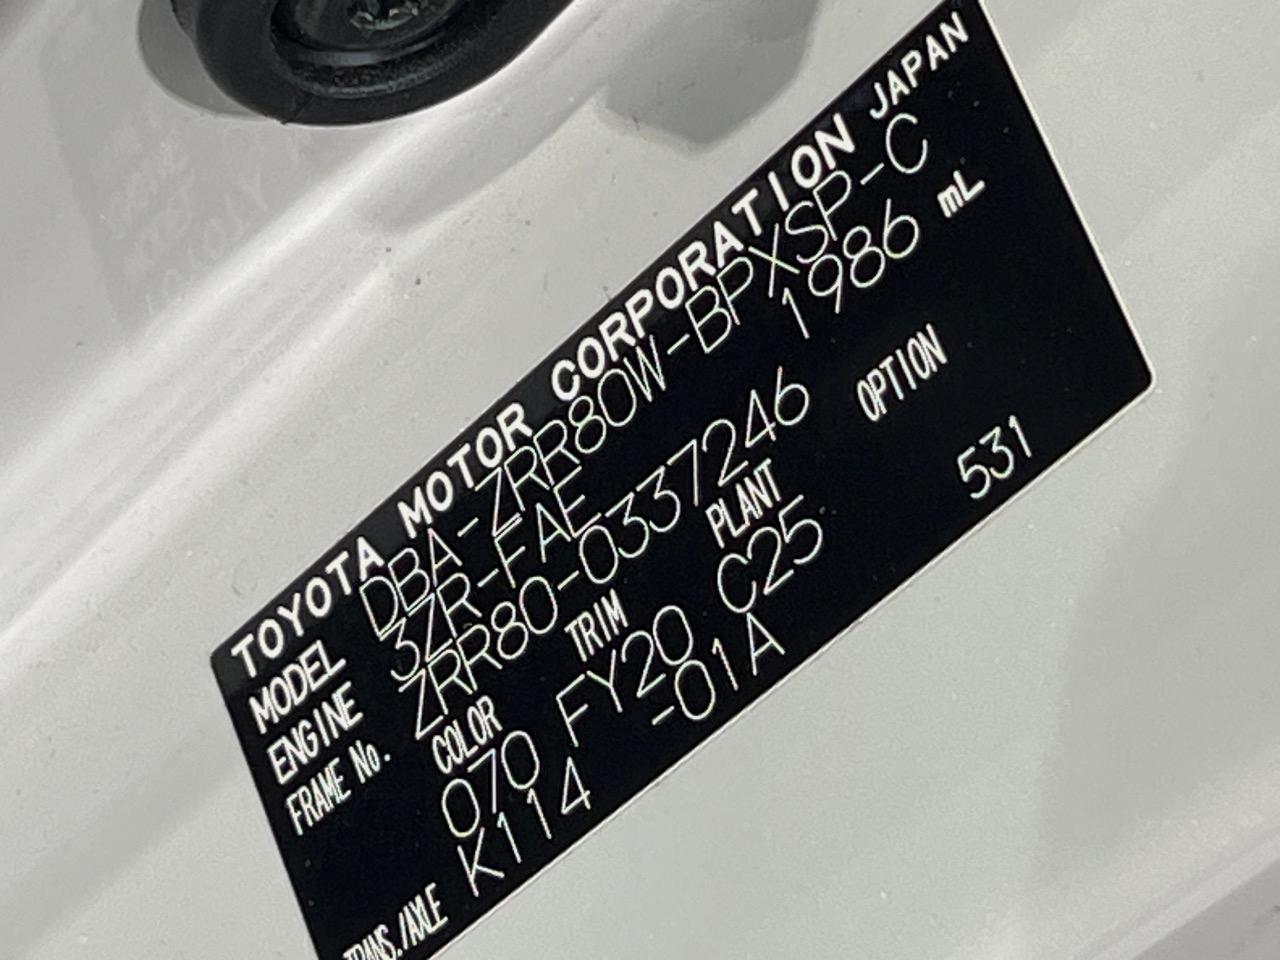 TOYOTA MOTOR CORPORATION JAPAN
MODEL DBA-ZRR80W-BPXSP-C
ENGINE 3ZR-FAE 1986 mL
FRAME No. ZRR80-0337246
COLOR TRIM PLANT OPTION
070 FY20 C25 531
TRANS./AXLE K114 -01A